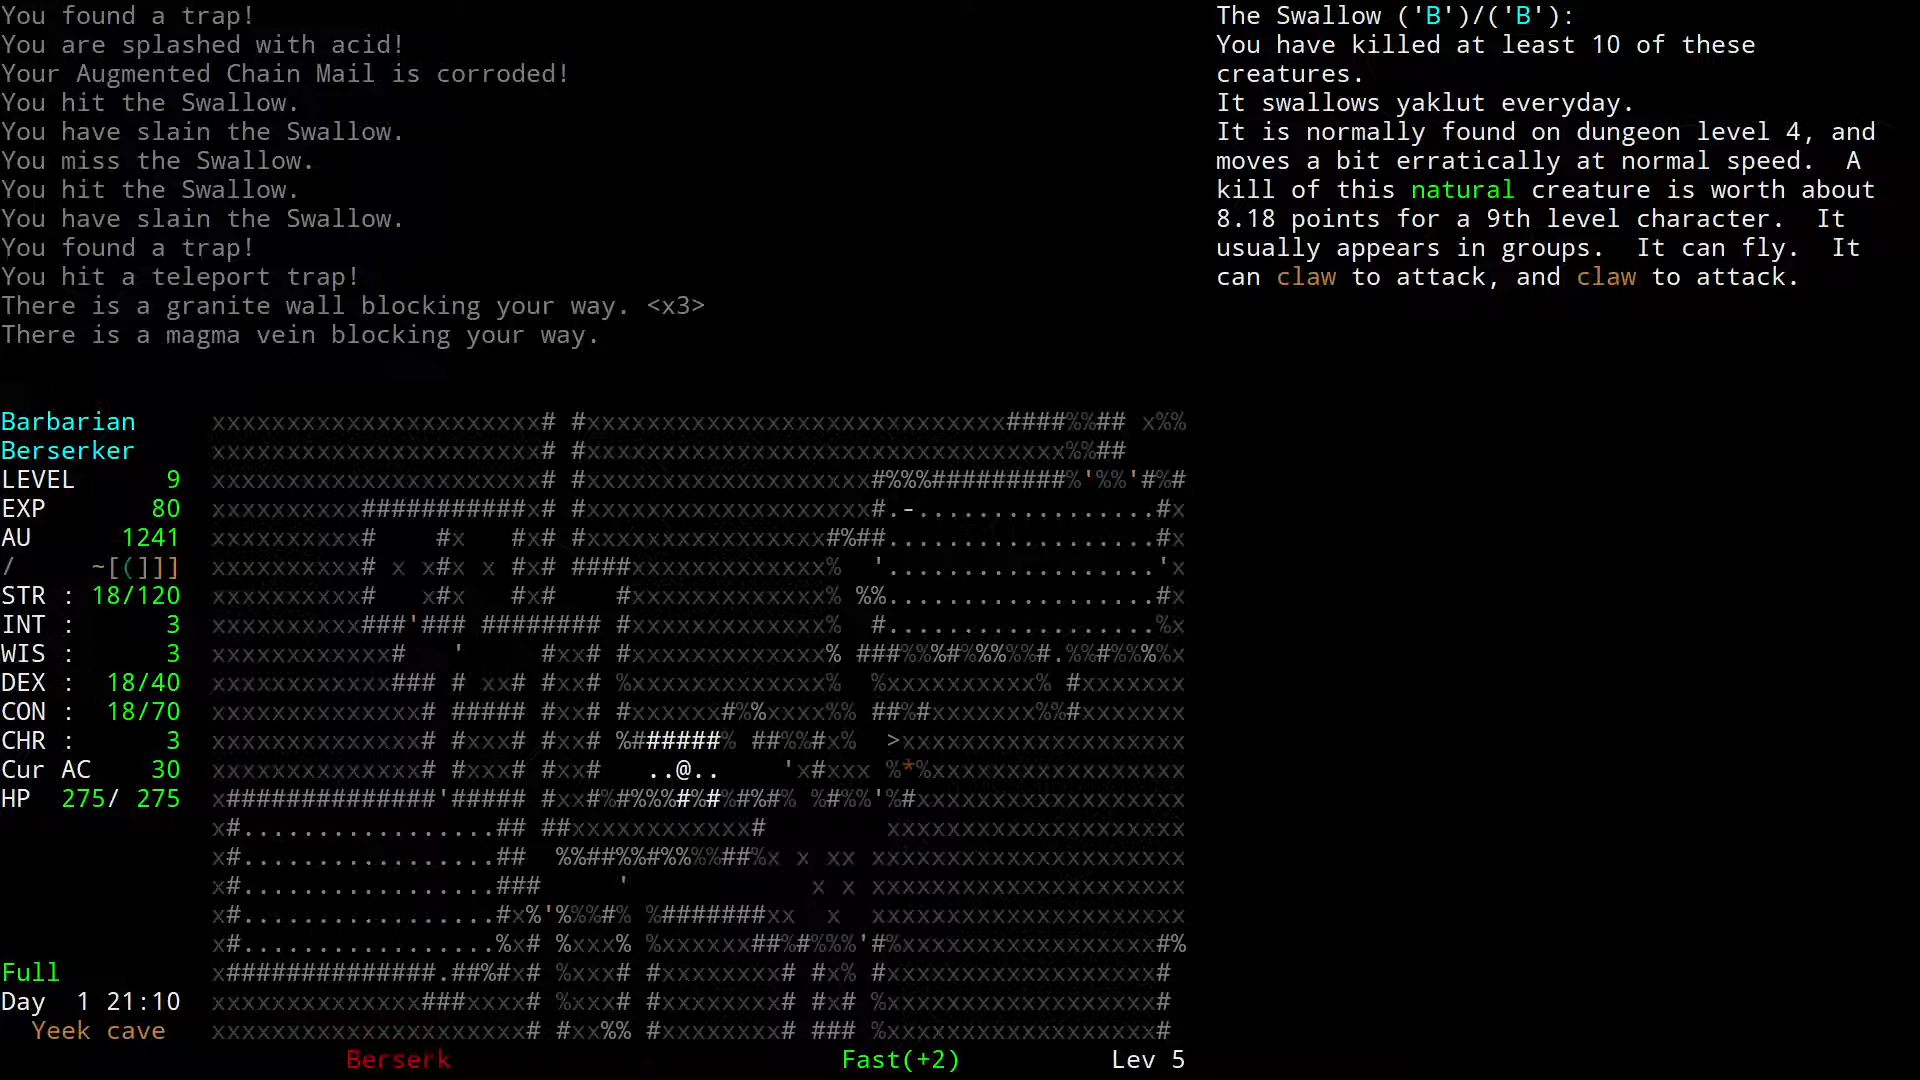 You found a trap!
You are splashed with acid!
Your Augmented Chain Mail is corroded!
You hit the Swallow.
You have slain the Swallow.
You miss the Swallow.
You hit the Swallow.
You have slain the Swallow.
You found a trap!
You hit a teleport trap!
There is a granite wall blocking your way. <x3>
There is a magma vein blocking your way.
The Swallow ('B')/('B'):
You have killed at least 10 of these
creatures.
It swallows yaklut everyday.
It is normally found on dungeon level 4, and
moves a bit erratically at normal speed.  A
kill of this natural creature is worth about
8.18 points for a 9th level character.  It
usually appears in groups.  It can fly.  It
can claw to attack, and claw to attack.
Barbarian
Berserker
LEVEL 9
EXP 80
AU 1241
/ ~[(]]]
STR : 18/120
INT : 3
WIS : 3
DEX : 18/40
CON : 18/70
CHR : 3
Cur AC 30
HP 275/ 275
Full
Day 1 21:10
Yeek cave
Berserk Fast(+2) Lev 5